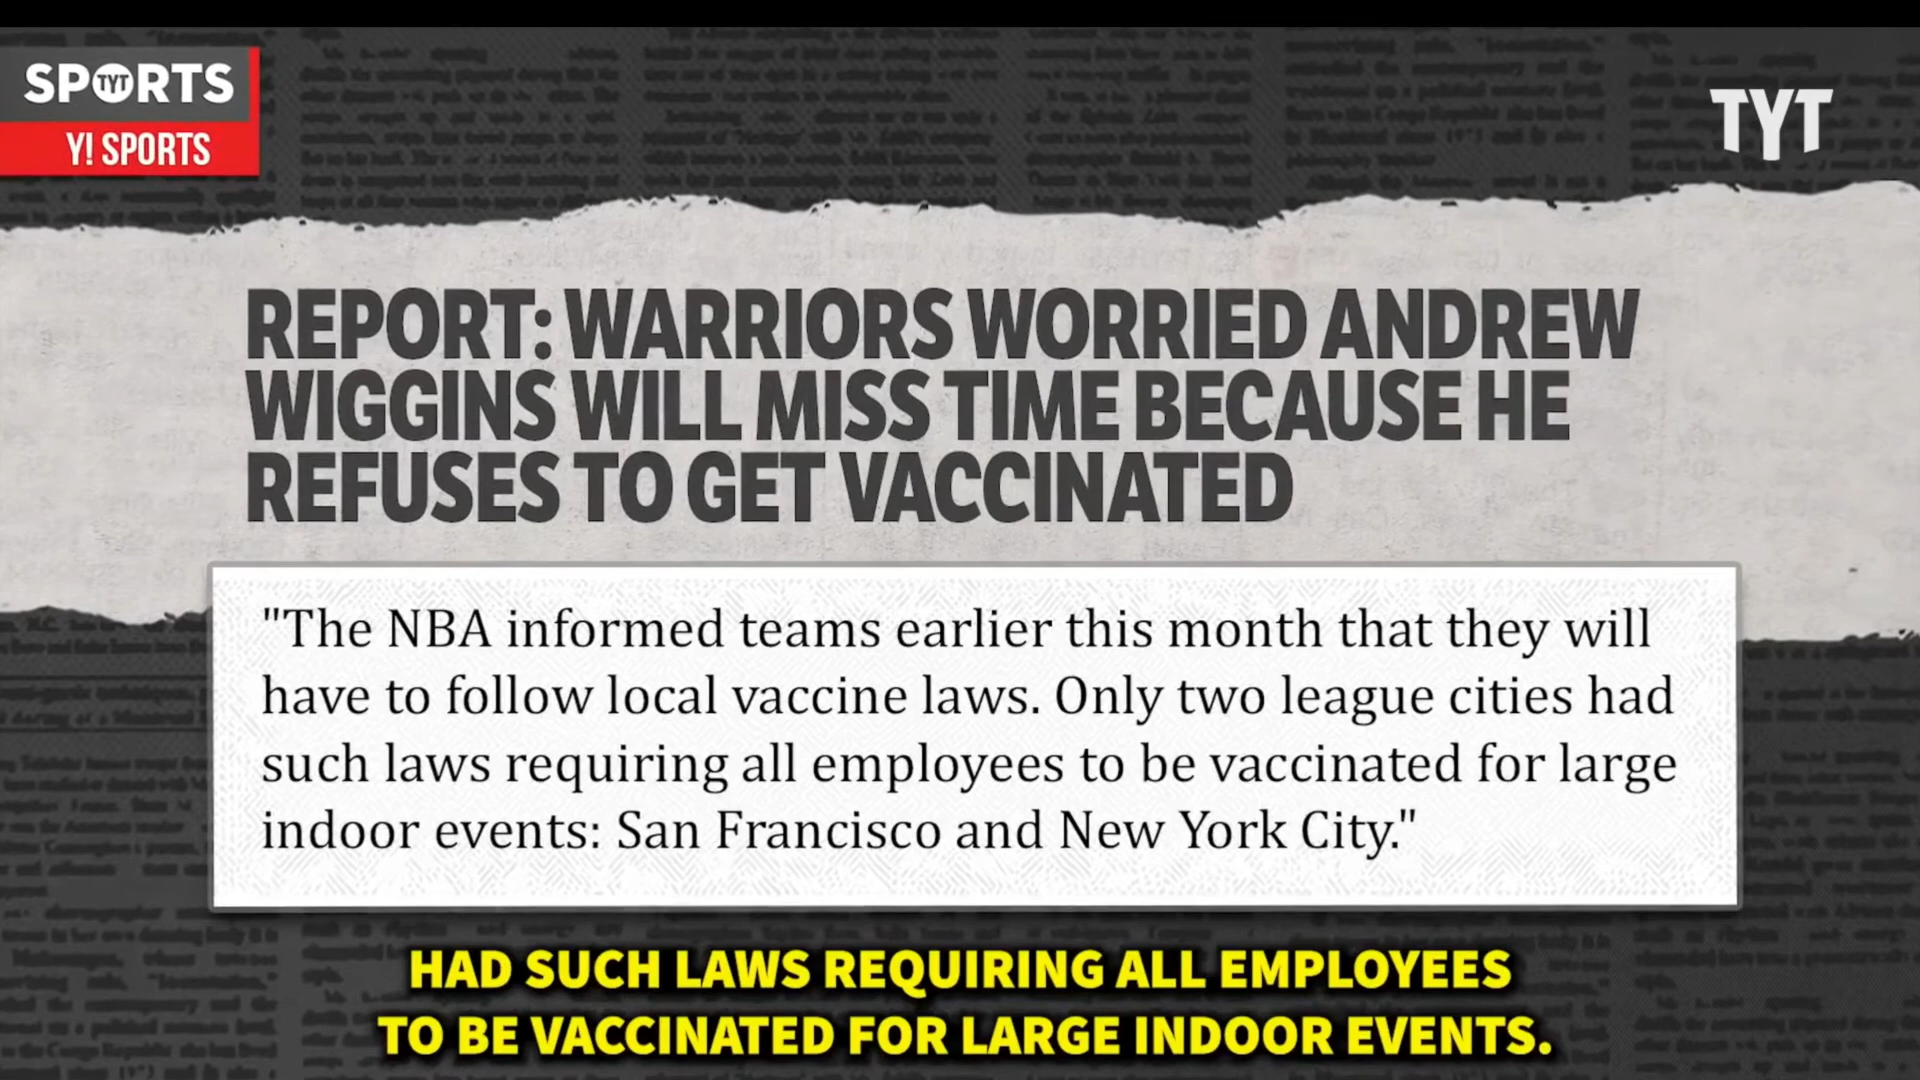 SPORTS
TYT
Y! SPORTS
TYT
REPORT: WARRIORS WORRIED ANDREW
WIGGINS WILL MISS TIME BECAUSE HE
REFUSES TO GET VACCINATED
"The NBA informed teams earlier this month that they will
have to follow local vaccine laws. Only two league cities had
such laws requiring all employees to be vaccinated for large
indoor events: San Francisco and New York City."
HAD SUCH LAWS REQUIRING ALL EMPLOYEES
TO BE VACCINATED FOR LARGE INDOOR EVENTS.